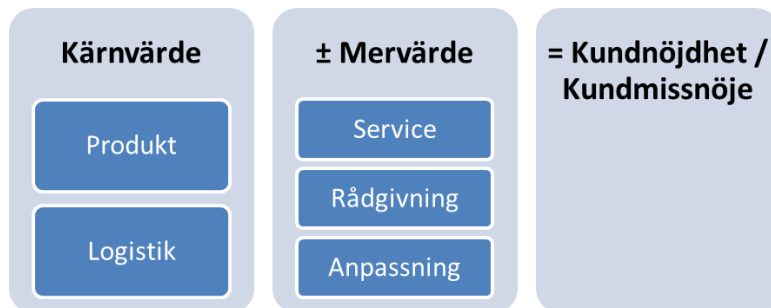 Kärnvärde
Produkt
Logistik
± Mervärde
Service
Rådgivning
Anpassning
= Kundnöjdhet /
Kundmissnöje